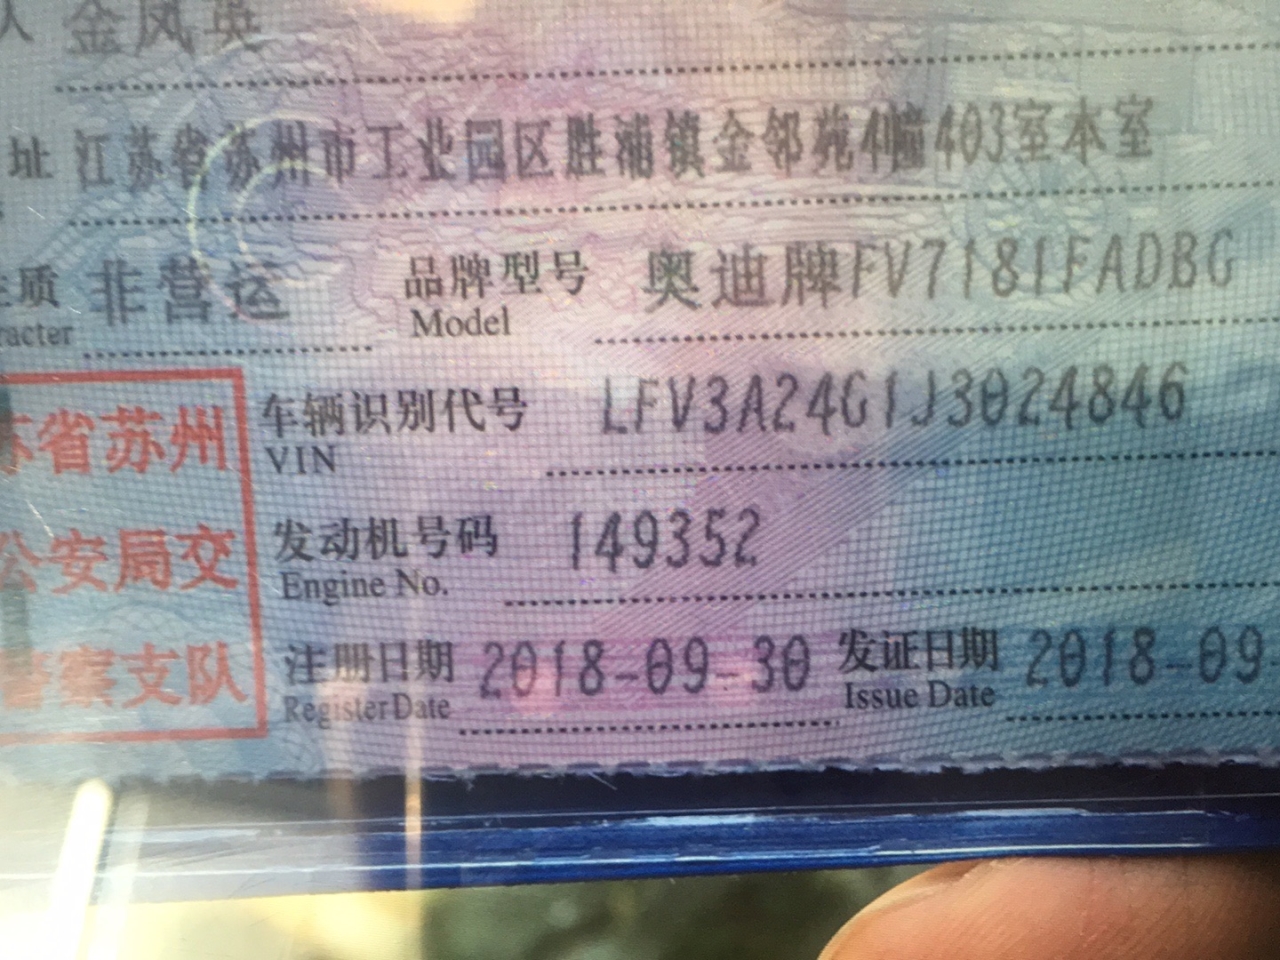 人 金凤英
址 江苏省苏州市工业园区胜浦镇金邻苑4幢403室本室
性质 非营运 品牌型号 奥迪牌FV7181FADBG
racter Model
苏省苏州 车辆识别代号 LFV3A24G1J3024846
VIN
公安局交 发动机号码 149352
Engine No.
警察支队 注册日期 2018-09-30 发证日期 2018-09-
Register Date Issue Date